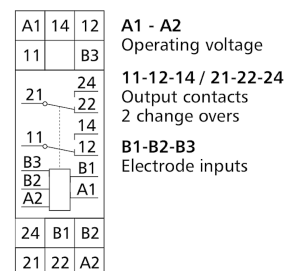 A1 14 12
11 B3
24
21 22
14
11 12
B3 B1
B2 A1
A2
24 B1 B2
21 22 A2
A1 - A2
Operating voltage
11-12-14 / 21-22-24
Output contacts
2 change overs
B1-B2-B3
Electrode inputs